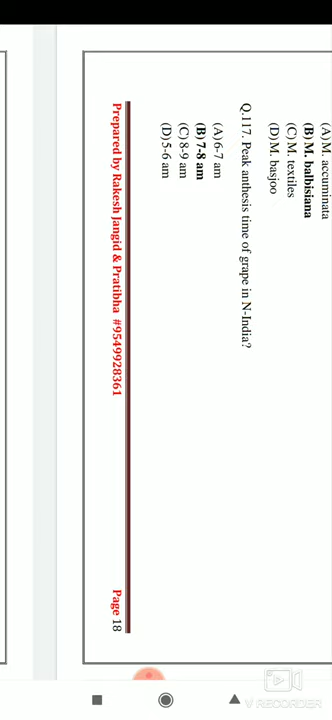 (A)M. accuminata
(B)M. balbisiana
(C)M. textiles
(D)M. basjoo
Q.117. Peak anthesis time of grape in N-India?
(A)6-7 am
(B)7-8 am
(C)8-9 am
(D)5-6 am
Prepared by Rakesh Jangid & Pratibha #9549928361 Page 18
V RECORDER